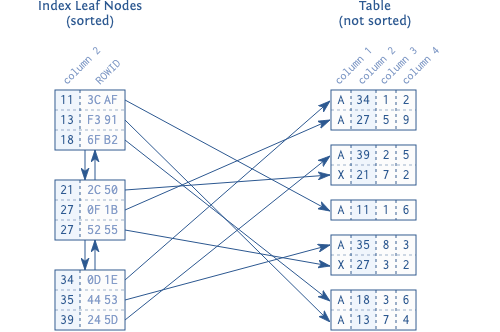 Index Leaf Nodes
(sorted)
column 2
ROWID
11 3C AF
13 F3 91
18 6F B2
21 2C 50
27 0F 1B
27 52 55
34 0D 1E
35 44 53
39 24 5D
Table
(not sorted)
column 1
column 2
column 3
column 4
A 34 1 2
A 27 5 9
A 39 2 5
X 21 7 2
A 11 1 6
A 35 8 3
X 27 3 2
A 18 3 6
A 13 7 4